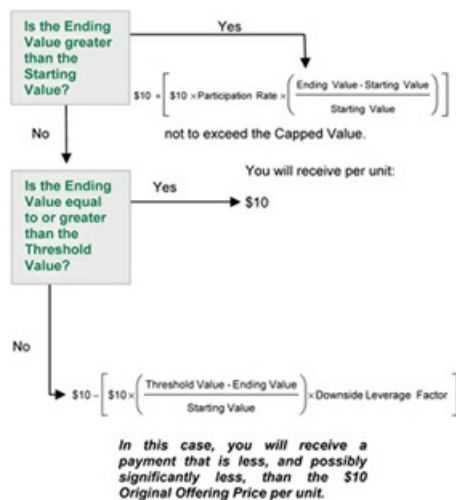 Is the Ending
Value greater
than the
Starting
Value?
Yes
$10 + [ $10 × Participation Rate × ( Ending Value - Starting Value
Starting Value ) ]
not to exceed the Capped Value.
No
You will receive per unit:
Is the Ending
Value equal
to or greater
than the
Threshold
Value?
Yes
$10
No
$10 – [ $10 × ( Threshold Value - Ending Value
Starting Value ) × Downside Leverage Factor ]
In this case, you will receive a
payment that is less, and possibly
significantly less, than the $10
Original Offering Price per unit.